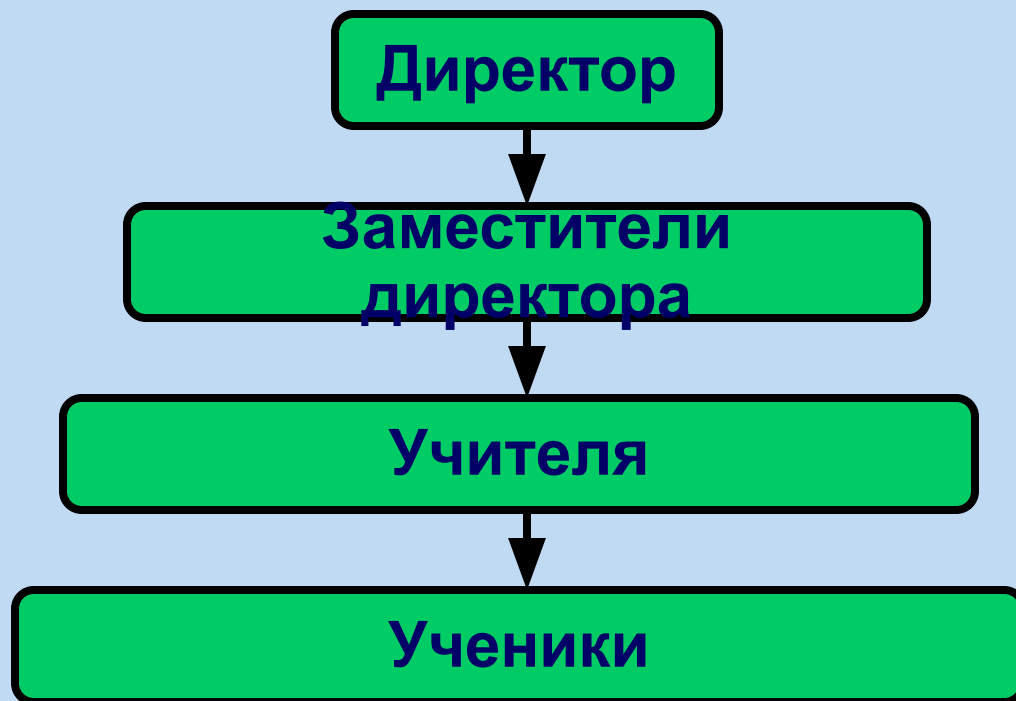 Директор
Заместители
директора
Учителя
Ученики